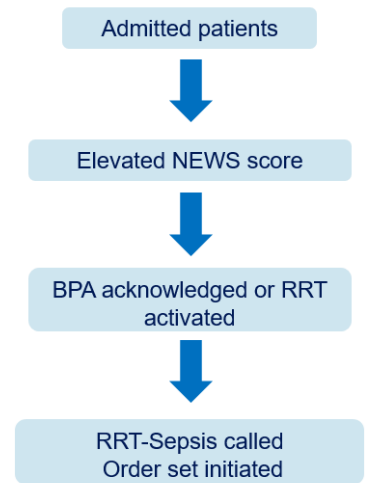 Admitted patients
Elevated NEWS score
BPA acknowledged or RRT
activated
RRT-Sepsis called
Order set initiated